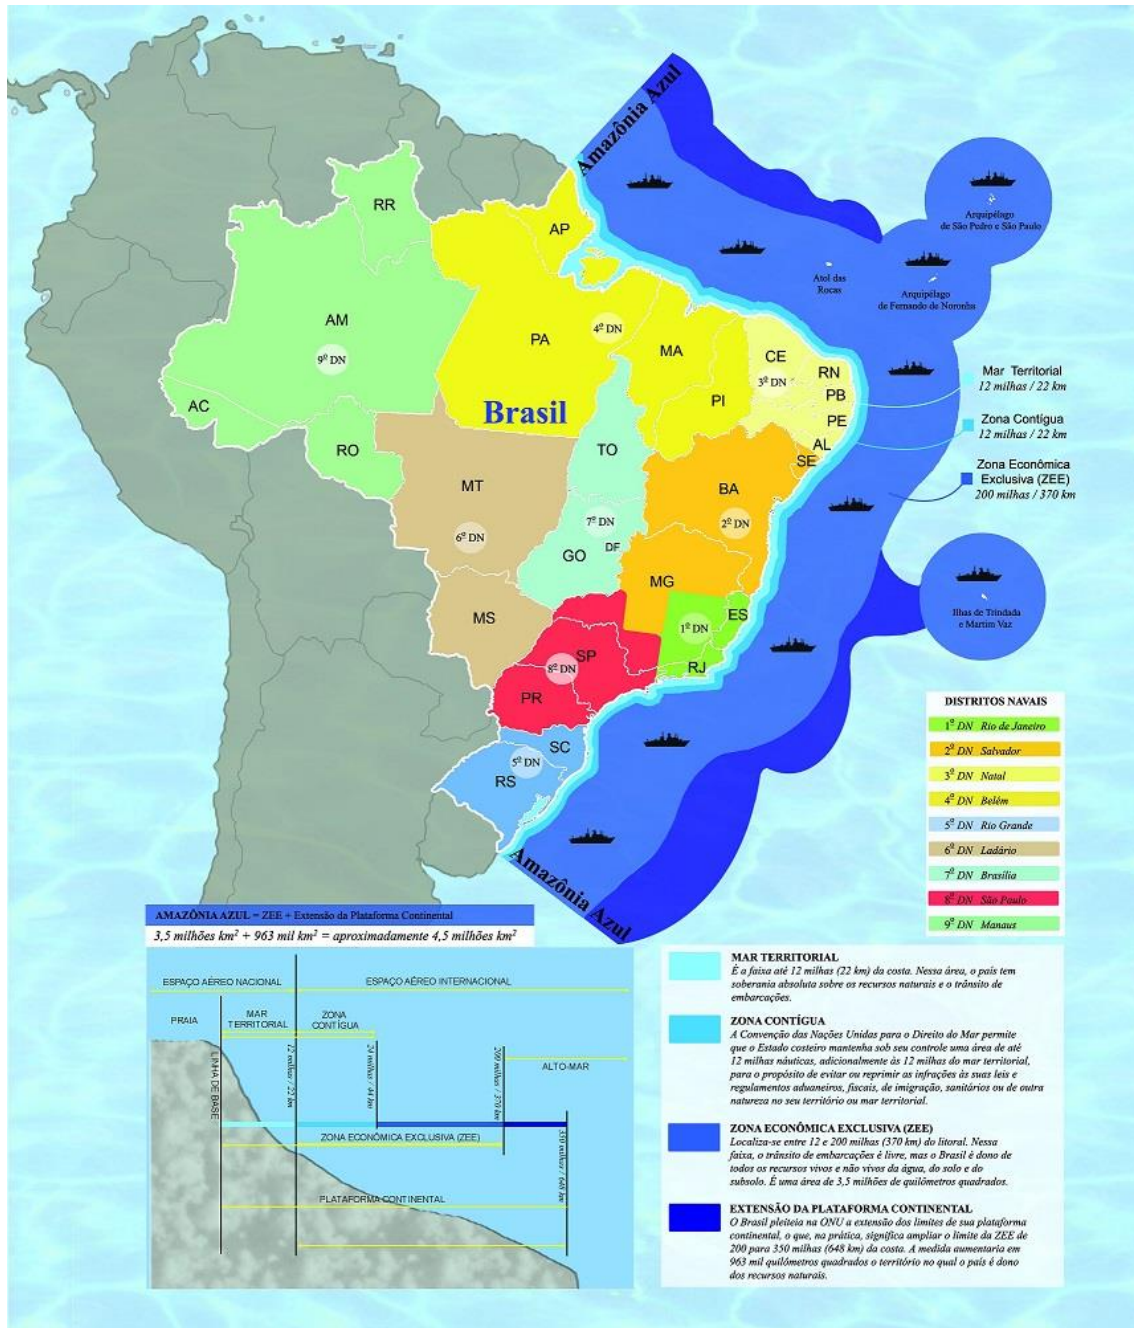 Amazônia Azul
Arquipélago
de São Pedro e São Paulo
Atol das
Rocas
Arquipélago
de Fernando de Noronha
RR
AP
AM
9º DN
PA
4º DN
MA
CE
3º DN
RN
PB
PE
AL
SE
PI
AC
RO
Brasil
TO
MT
6º DN
7º DN
GO
DF
BA
2º DN
MG
MS
ES
1º DN
RJ
SP
8º DN
PR
SC
5º DN
RS
Mar Territorial
12 milhas / 22 km
Zona Contígua
12 milhas / 22 km
Zona Econômica
Exclusiva (ZEE)
200 milhas / 370 km
Ilhas de Trindada
e Martim Vaz
Amazônia Azul
DISTRITOS NAVAIS
1º DN Rio de Janeiro
2º DN Salvador
3º DN Natal
4º DN Belém
5º DN Rio Grande
6º DN Ladário
7º DN Brasília
8º DN São Paulo
9º DN Manaus
AMAZÔNIA AZUL = ZEE + Extensão da Plataforma Continental
3,5 milhões km² + 963 mil km² = aproximadamente 4,5 milhões km²
ESPAÇO AÉREO NACIONAL
ESPAÇO AÉREO INTERNACIONAL
PRAIA
MAR
TERRITORIAL
ZONA
CONTÍGUA
LINHA DE BASE
12 milhas / 22 km
24 milhas / 44 km
200 milhas / 370 km
ALTO-MAR
350 milhas / 648 km
ZONA ECONÔMICA EXCLUSIVA (ZEE)
PLATAFORMA CONTINENTAL
MAR TERRITORIAL
É a faixa até 12 milhas (22 km) da costa. Nessa área, o país tem
soberania absoluta sobre os recursos naturais e o trânsito de
embarcações.
ZONA CONTÍGUA
A Convenção das Nações Unidas para o Direito do Mar permite
que o Estado costeiro mantenha sob seu controle uma área de até
12 milhas náuticas, adicionalmente às 12 milhas do mar territorial,
para o propósito de evitar ou reprimir as infrações às suas leis e
regulamentos aduaneiros, fiscais, de imigração, sanitários ou de outra
natureza no seu território ou mar territorial.
ZONA ECONÔMICA EXCLUSIVA (ZEE)
Localiza-se entre 12 e 200 milhas (370 km) do litoral. Nessa
faixa, o trânsito de embarcações é livre, mas o Brasil é dono de
todos os recursos vivos e não vivos da água, do solo e do
subsolo. É uma área de 3,5 milhões de quilômetros quadrados.
EXTENSÃO DA PLATAFORMA CONTINENTAL
O Brasil pleiteia na ONU a extensão dos limites de sua plataforma
continental, o que, na prática, significa ampliar o limite da ZEE de
200 para 350 milhas (648 km) da costa. A medida aumentaria em
963 mil quilômetros quadrados o território no qual o país é dono
dos recursos naturais.